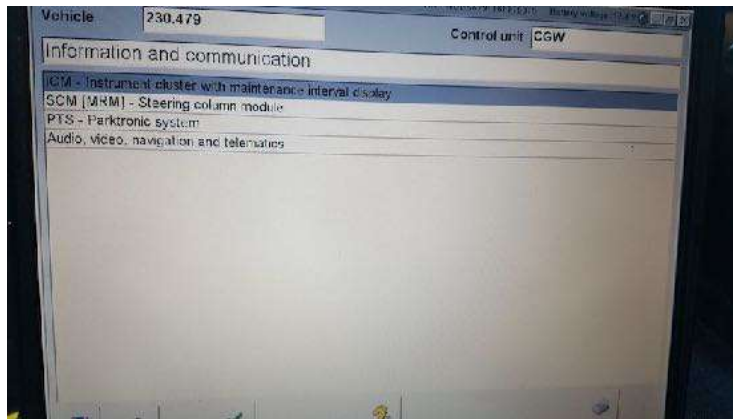 Vehicle 230.479 Control unit CGW
Information and communication
ICM - Instrument cluster with maintenance interval display
SCM [MRM] - Steering column module
PTS - Parktronic system
Audio, video, navigation and telematics